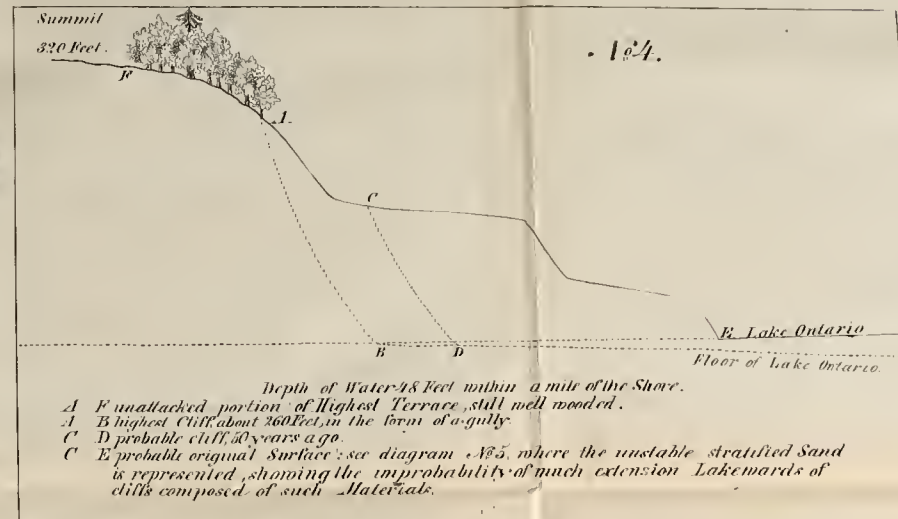 Summit
320 Feet.
No 4.
F
A
C
B
D
E. Lake Ontario
Floor of Lake Ontario.
Depth of Water 48 Feet within a mile of the Shore.
A F unattacked portion of Highest Terrace, still well wooded.
A B highest Cliff, about 260 Feet, in the form of a gully.
C D probable cliff, 50 years ago.
C E probable original Surface: see diagram No 5, where the unstable stratified Sand
is represented, showing the improbability of much extension Lakewards of
cliffs composed of such Materials.